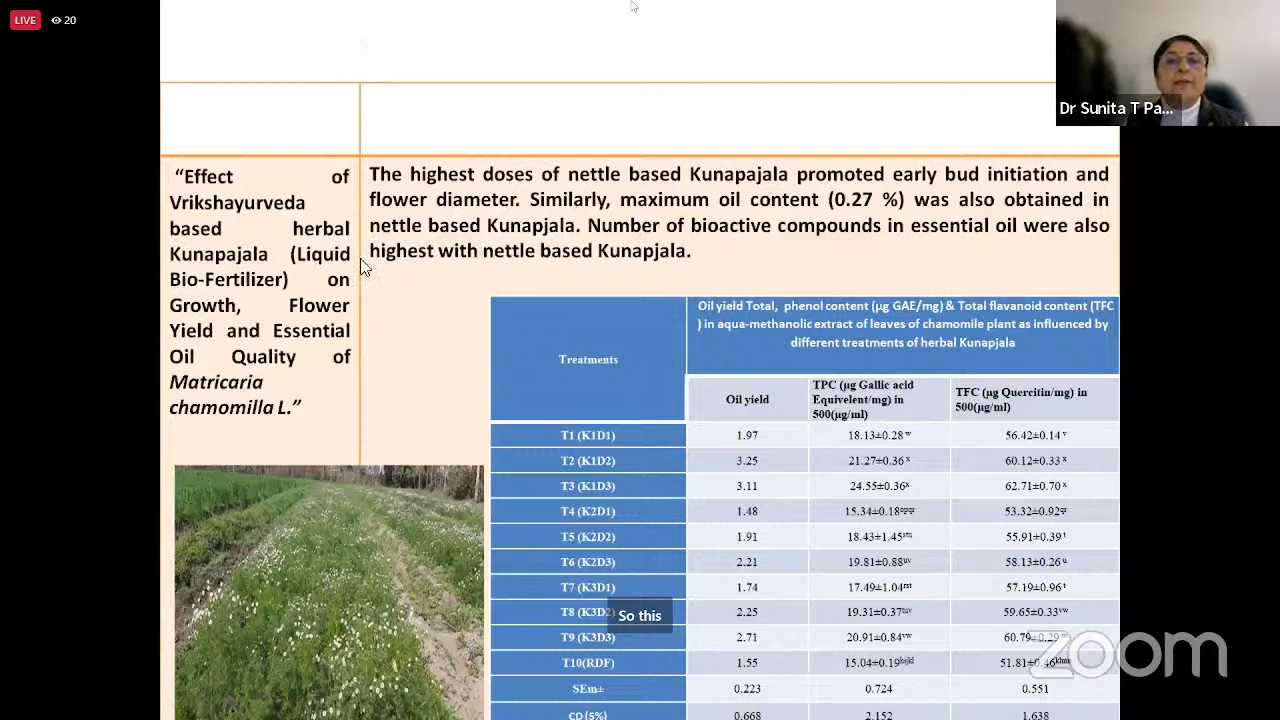 LIVE 20
Dr Sunita T Pa...
“Effect of
Vrikshayurveda
based herbal
Kunapajala (Liquid
Bio-Fertilizer) on
Growth, Flower
Yield and Essential
Oil Quality of
Matricaria
chamomilla L.”
The highest doses of nettle based Kunapajala promoted early bud initiation and
flower diameter. Similarly, maximum oil content (0.27 %) was also obtained in
nettle based Kunapjala. Number of bioactive compounds in essential oil were also
highest with nettle based Kunapjala.
Treatments
Oil yield Total, phenol content (µg GAE/mg) & Total flavanoid content (TFC
) in aqua-methanolic extract of leaves of chamomile plant as influenced by
different treatments of herbal Kunapjala
Oil yield
TPC (µg Gallic acid
Equivelent/mg) in
500(µg/ml)
TFC (µg Quercitin/mg) in
500(µg/ml)
T1 (K1D1) 1.97 18.13±0.28 56.42±0.14
T2 (K1D2) 3.25 21.27±0.36 60.12±0.33
T3 (K1D3) 3.11 24.55±0.36 62.71±0.70
T4 (K2D1) 1.48 15.34±0.18 53.32±0.92
T5 (K2D2) 1.91 18.43±1.45 55.91±0.39
T6 (K2D3) 2.21 19.81±0.88 58.13±0.26
T7 (K3D1) 1.74 17.49±1.04 57.19±0.96
T8 (K3D2) 2.25 19.31±0.37 59.65±0.33
So this
T9 (K3D3) 2.71 20.91±0.84 60.79±0.29
T10(RDF) 1.55 15.04±0.19 51.81±0.46
SEm± 0.223 0.724 0.551
CD (5%) 0.668 2.152 1.638
zoom